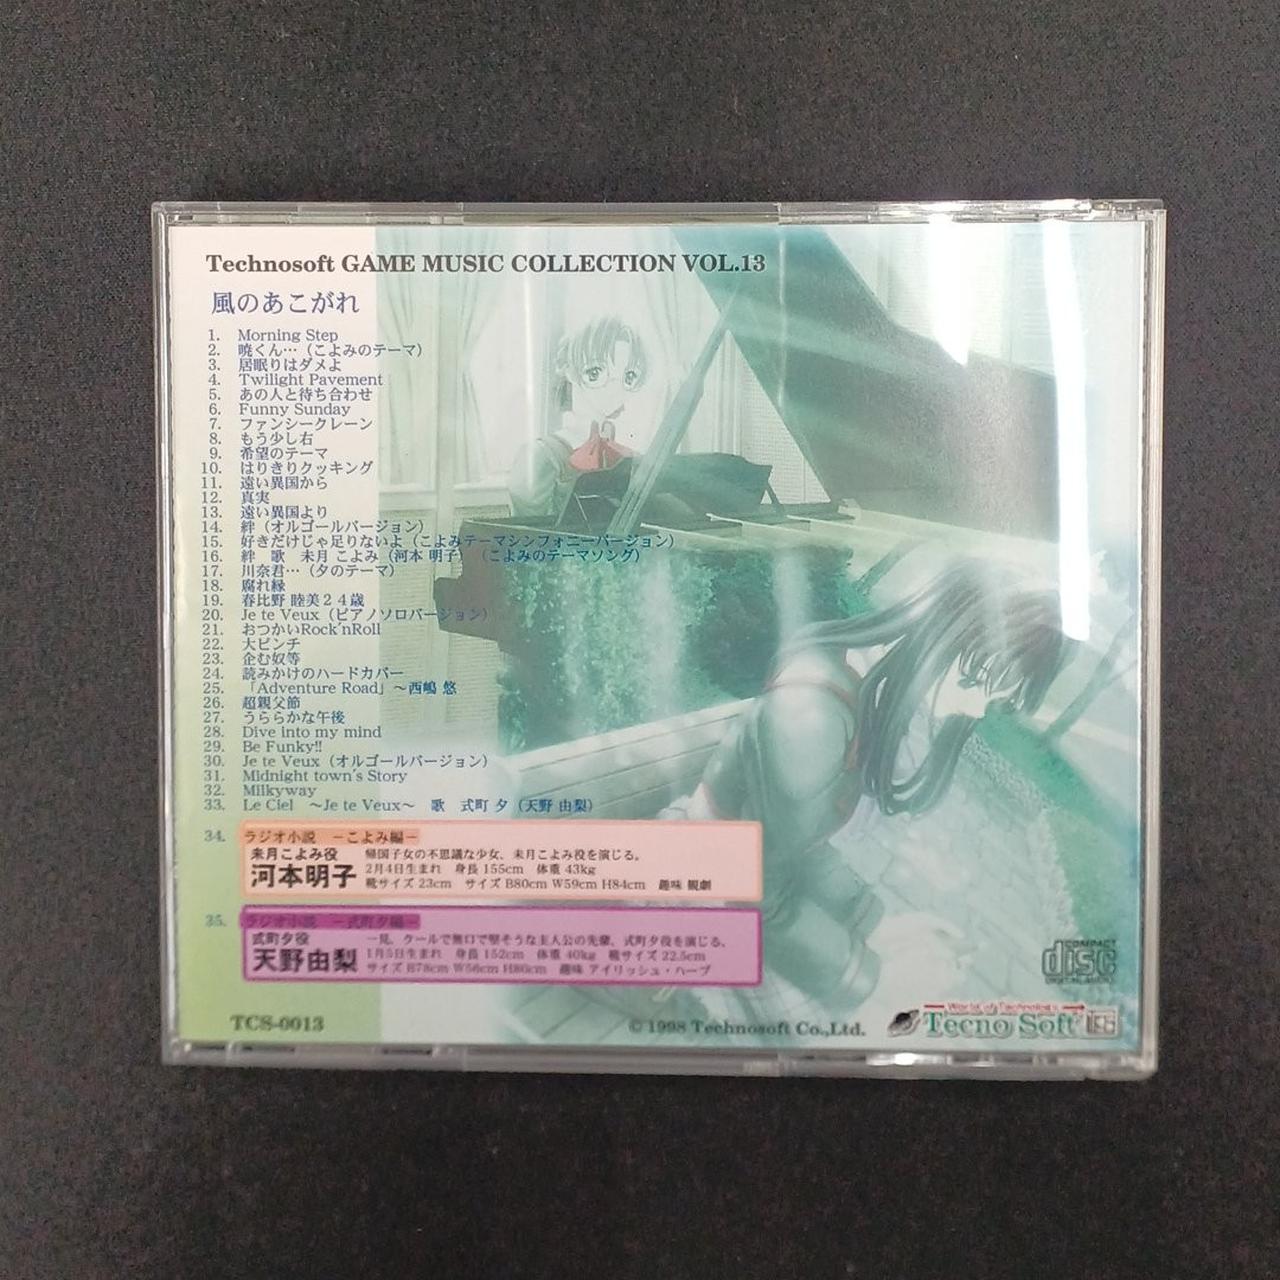 Technosoft GAME MUSIC COLLECTION VOL.13
風のあこがれ
1. Morning Step
2. 暁くん…（こよみのテーマ）
3. 居眠りはダメよ
4. Twilight Pavement
5. あの人と待ち合わせ
6. Funny Sunday
7. ファンシークレーン
8. もう少し右
9. 希望のテーマ
10. はりきりクッキング
11. 遠い異国から
12. 真実
13. 遠い異国より
14. 絆（オルゴールバージョン）
15. 好きだけじゃ足りないよ（こよみテーマシンフォニーバージョン）
16. 絆 歌 未月 こよみ（河本 明子）（こよみのテーマソング）
17. 川奈君…（夕のテーマ）
18. 腐れ縁
19. 春比野 睦美２４歳
20. Je te Veux（ピアノソロバージョン）
21. おつかいRock'nRoll
22. 大ピンチ
23. 企む奴等
24. 読みかけのハードカバー
25. 「Adventure Road」～西嶋 悠
26. 超親父節
27. うららかな午後
28. Dive into my mind
29. Be Funky!!
30. Je te Veux（オルゴールバージョン）
31. Midnight town's Story
32. Milkyway
33. Le Ciel ～Je te Veux～ 歌 式町 夕（天野 由梨）
34. ラジオ小説 －こよみ編－
未月こよみ役 帰国子女の不思議な少女、未月こよみ役を演じる。
河本明子 2月4日生まれ 身長 155cm 体重 43kg
靴サイズ 23cm サイズ B80cm W59cm H84cm 趣味 観劇
35. ラジオ小説 －式町夕編－
式町夕役 一見、クールで無口で堅そうな主人公の先輩、式町夕役を演じる。
天野由梨 1月5日生まれ 身長 152cm 体重 40kg 靴サイズ 22.5cm
サイズ B78cm W56cm H80cm 趣味 アイリッシュ・ハープ
COMPACT
disc
DIGITAL AUDIO
TCS-0013
© 1998 Technosoft Co.,Ltd.
World of Technology
Tecno Soft